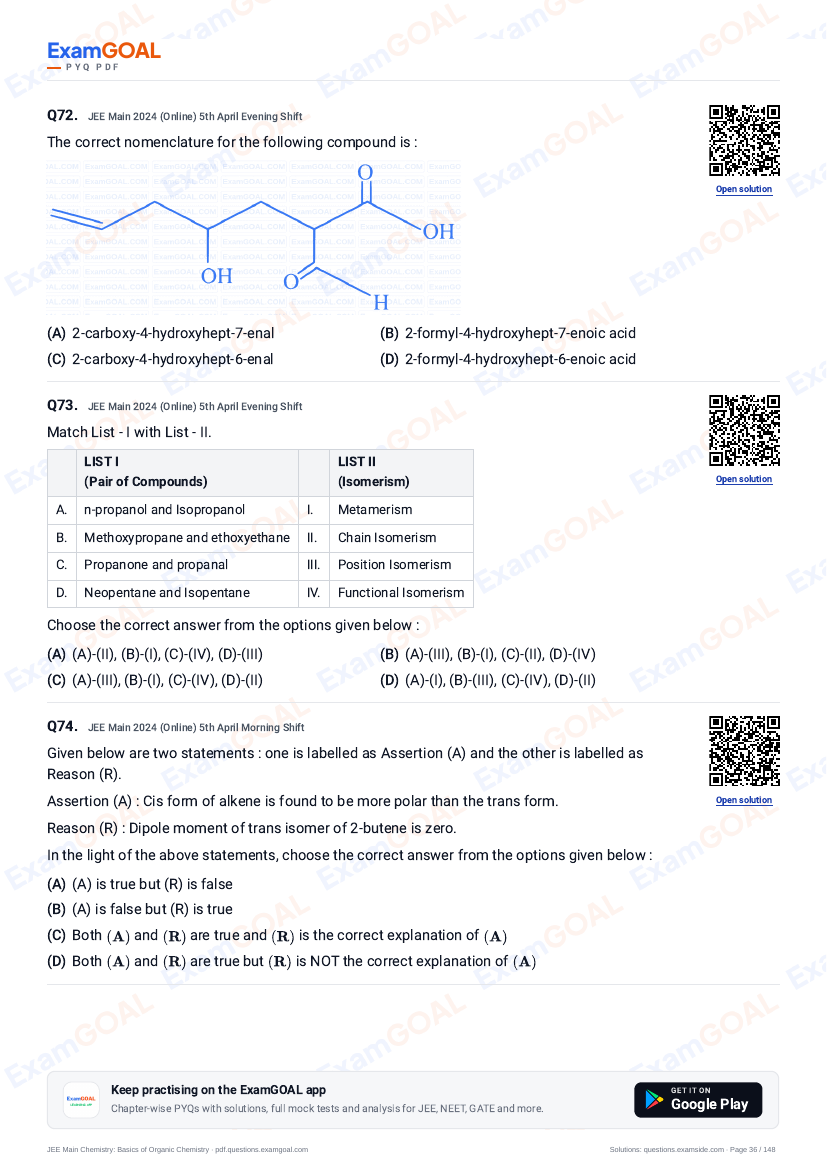 ExamGOAL
PYQ PDF
Q72. JEE Main 2024 (Online) 5th April Evening Shift
The correct nomenclature for the following compound is :
Open solution
O
OH
OH
O
H
(A) 2-carboxy-4-hydroxyhept-7-enal (B) 2-formyl-4-hydroxyhept-7-enoic acid
(C) 2-carboxy-4-hydroxyhept-6-enal (D) 2-formyl-4-hydroxyhept-6-enoic acid
Q73. JEE Main 2024 (Online) 5th April Evening Shift
Match List - I with List - II.
Open solution
LIST I LIST II
(Pair of Compounds) (Isomerism)
A. n-propanol and Isopropanol I. Metamerism
B. Methoxypropane and ethoxyethane II. Chain Isomerism
C. Propanone and propanal III. Position Isomerism
D. Neopentane and Isopentane IV. Functional Isomerism
Choose the correct answer from the options given below :
(A) (A)-(II), (B)-(I), (C)-(IV), (D)-(III) (B) (A)-(III), (B)-(I), (C)-(II), (D)-(IV)
(C) (A)-(III), (B)-(I), (C)-(IV), (D)-(II) (D) (A)-(I), (B)-(III), (C)-(IV), (D)-(II)
Q74. JEE Main 2024 (Online) 5th April Morning Shift
Given below are two statements : one is labelled as Assertion (A) and the other is labelled as
Reason (R).
Open solution
Assertion (A) : Cis form of alkene is found to be more polar than the trans form.
Reason (R) : Dipole moment of trans isomer of 2-butene is zero.
In the light of the above statements, choose the correct answer from the options given below :
(A) (A) is true but (R) is false
(B) (A) is false but (R) is true
(C) Both (A) and (R) are true and (R) is the correct explanation of (A)
(D) Both (A) and (R) are true but (R) is NOT the correct explanation of (A)
ExamGOAL
Keep practising on the ExamGOAL app
Chapter-wise PYQs with solutions, full mock tests and analysis for JEE, NEET, GATE and more.
GET IT ON
Google Play
JEE Main Chemistry: Basics of Organic Chemistry · pdf.questions.examgoal.com Solutions: questions.examside.com · Page 36 / 148